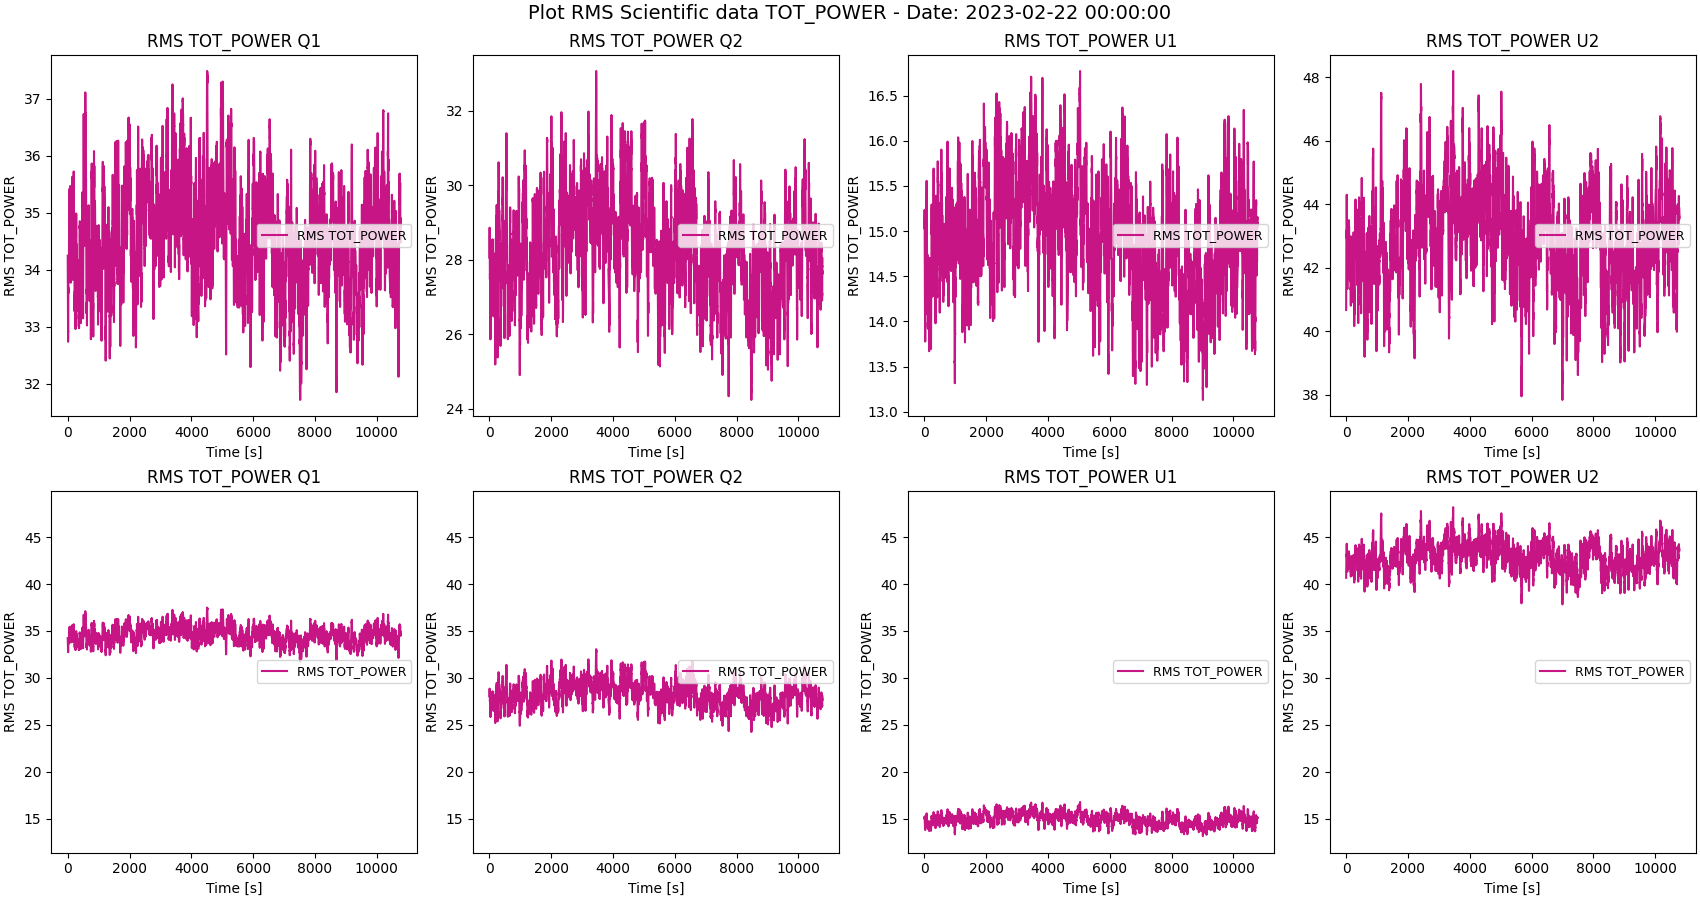 Plot RMS Scientific data TOT_POWER - Date: 2023-02-22 00:00:00
RMS TOT_POWER Q1
RMS TOT_POWER
37
36
35
34
33
32
RMS TOT_POWER
0 2000 4000 6000 8000 10000
Time [s]
RMS TOT_POWER Q2
RMS TOT_POWER
32
30
28
26
24
RMS TOT_POWER
0 2000 4000 6000 8000 10000
Time [s]
RMS TOT_POWER U1
RMS TOT_POWER
16.5
16.0
15.5
15.0
14.5
14.0
13.5
13.0
RMS TOT_POWER
0 2000 4000 6000 8000 10000
Time [s]
RMS TOT_POWER U2
RMS TOT_POWER
48
46
44
42
40
38
RMS TOT_POWER
0 2000 4000 6000 8000 10000
Time [s]
RMS TOT_POWER Q1
RMS TOT_POWER
45
40
35
30
25
20
15
RMS TOT_POWER
0 2000 4000 6000 8000 10000
Time [s]
RMS TOT_POWER Q2
RMS TOT_POWER
45
40
35
30
25
20
15
RMS TOT_POWER
0 2000 4000 6000 8000 10000
Time [s]
RMS TOT_POWER U1
RMS TOT_POWER
45
40
35
30
25
20
15
RMS TOT_POWER
0 2000 4000 6000 8000 10000
Time [s]
RMS TOT_POWER U2
RMS TOT_POWER
45
40
35
30
25
20
15
RMS TOT_POWER
0 2000 4000 6000 8000 10000
Time [s]